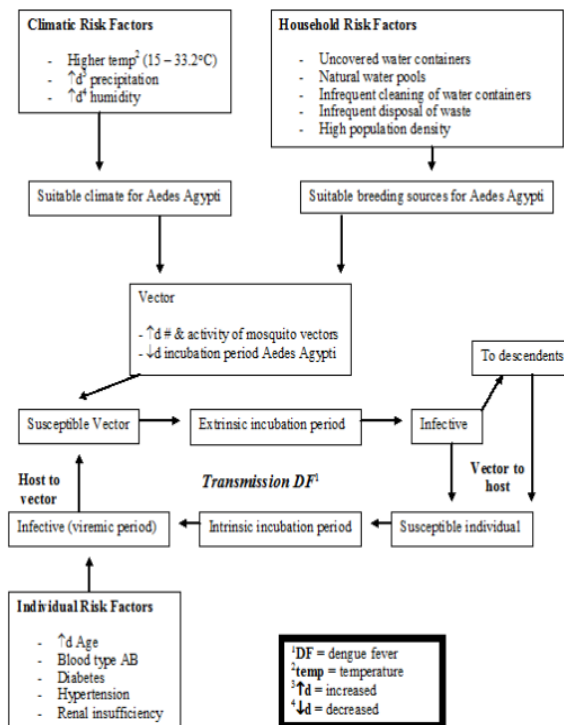 Climatic Risk Factors
- Higher temp² (15 – 33.2°C)
- ↑d³ precipitation
- ↑d⁴ humidity
Household Risk Factors
- Uncovered water containers
- Natural water pools
- Infrequent cleaning of water containers
- Infrequent disposal of waste
- High population density
Suitable climate for Aedes Agypti
Suitable breeding sources for Aedes Agypti
Vector
- ↑d # & activity of mosquito vectors
- ↓d incubation period Aedes Agypti
To descendents
Susceptible Vector
Extrinsic incubation period
Infective
Host to
vector
Transmission DF¹
Vector to
host
Infective (viremic period)
Intrinsic incubation period
Susceptible individual
Individual Risk Factors
- ↑d Age
- Blood type AB
- Diabetes
- Hypertension
- Renal insufficiency
¹DF = dengue fever
²temp = temperature
³↑d = increased
⁴↓d = decreased